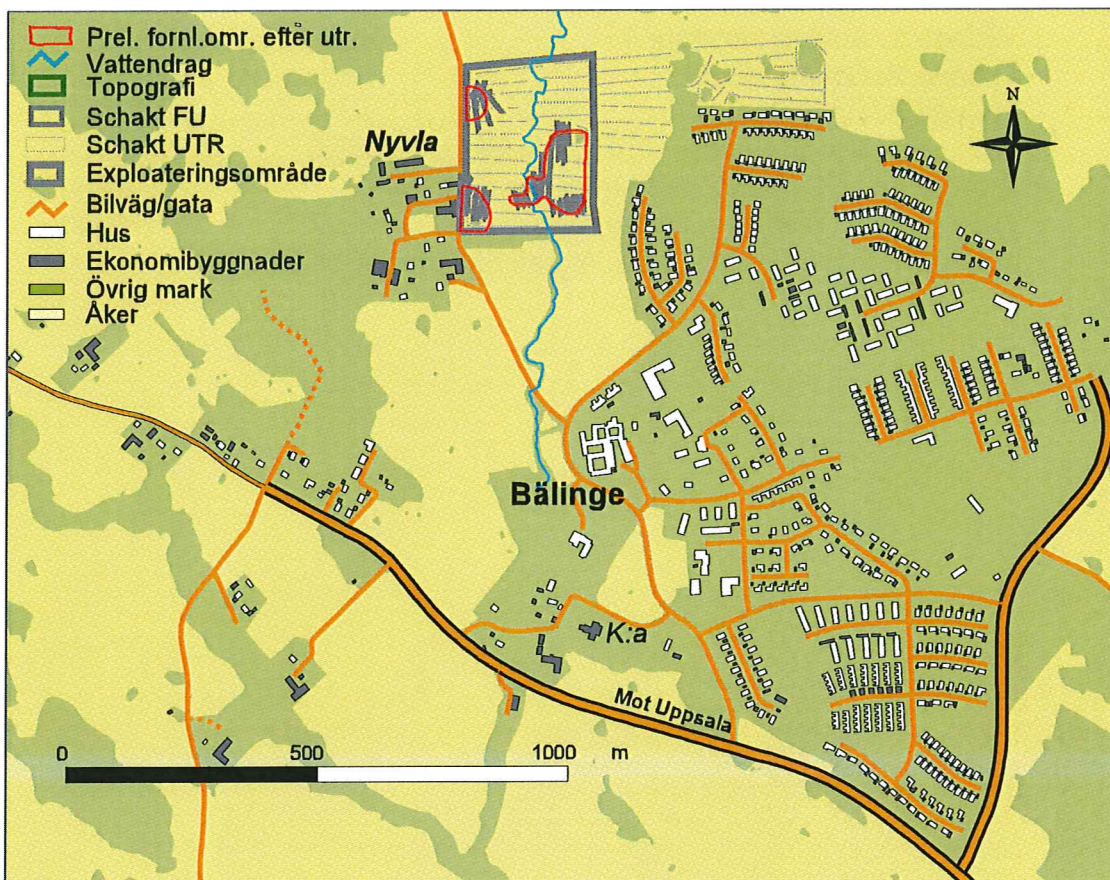 Prel. fornl.omr. efter utr.
Vattendrag
Topografi
Schakt FU
Schakt UTR
Exploateringsområde
Bilväg/gata
Hus
Ekonomibyggnader
Övrig mark
Åker
Nyvla
N
Bälinge
K:a
Mot Uppsala
0 500 1000 m